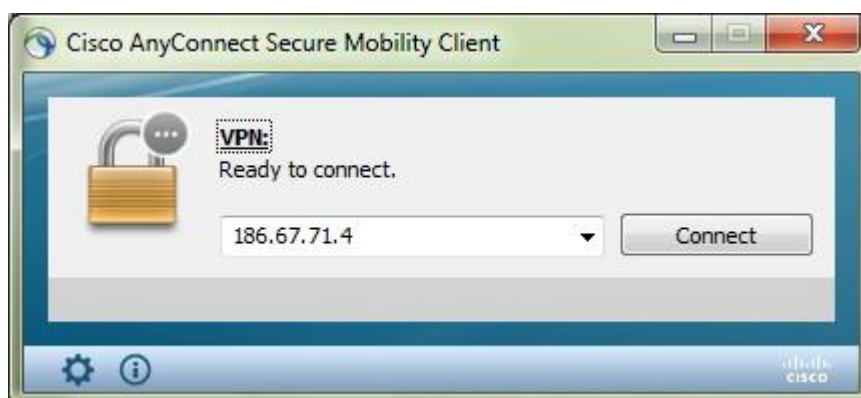 Cisco AnyConnect Secure Mobility Client
VPN:
Ready to connect.
186.67.71.4
Connect
CISCO